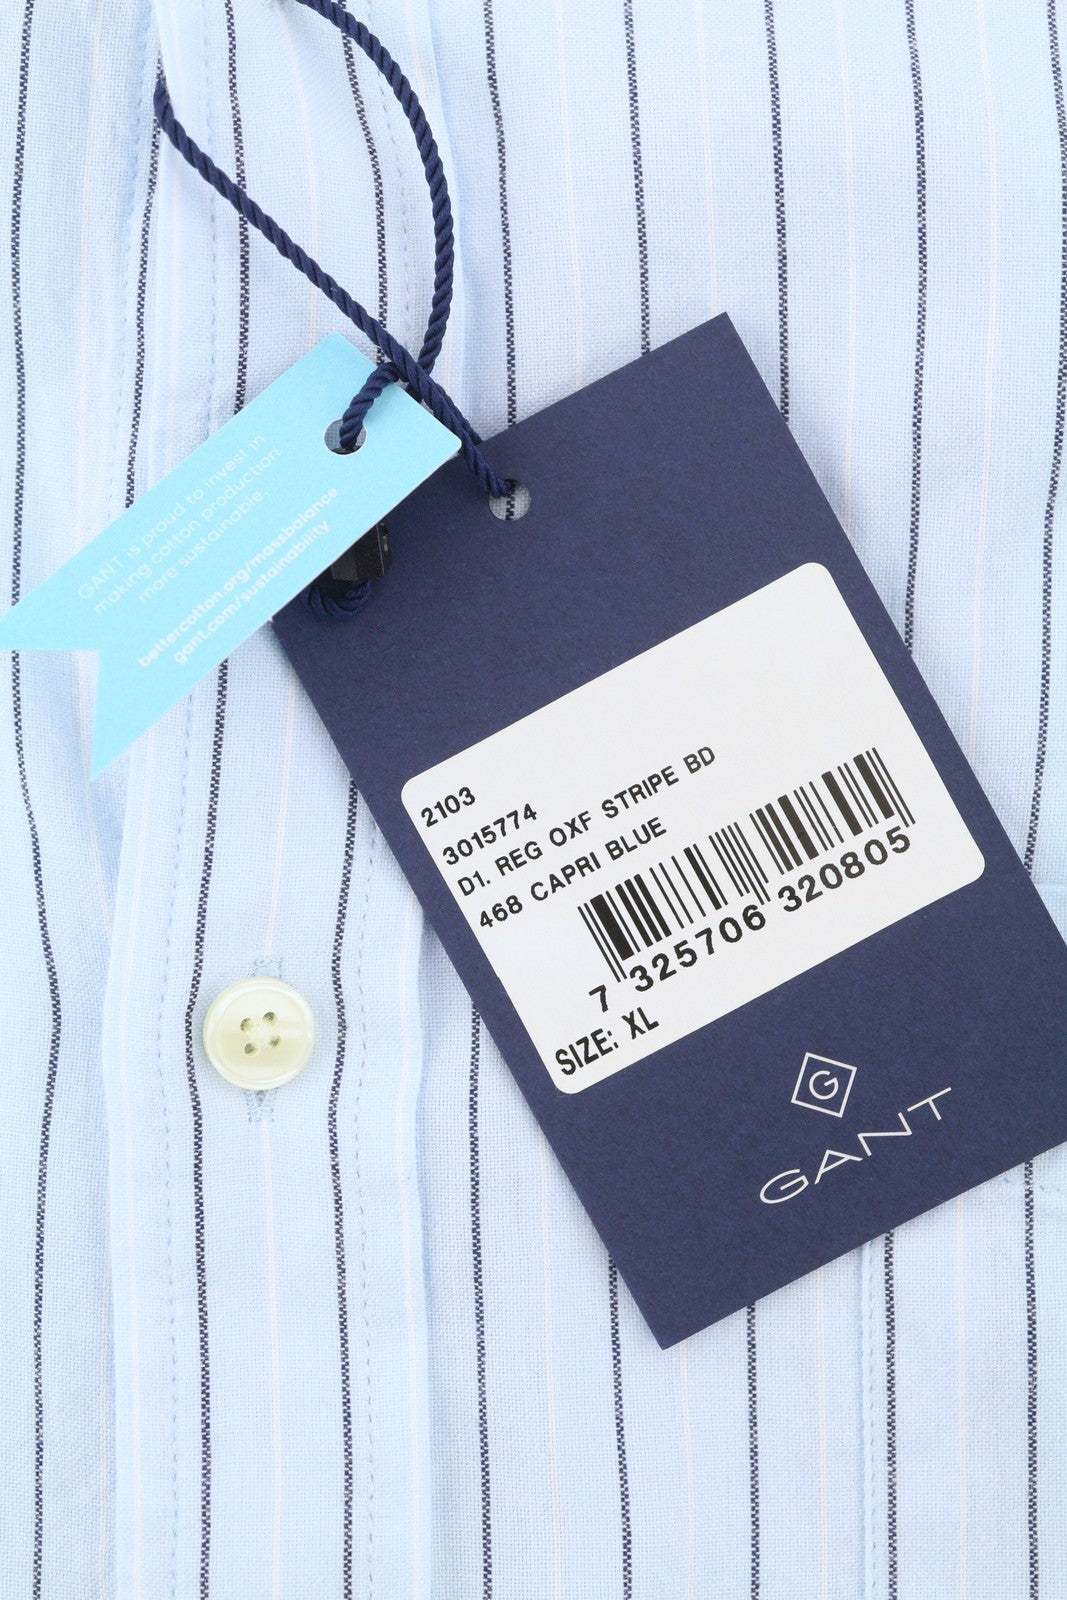 GANT is proud to invest in
making cotton production
more sustainable.
bettercotton.org/massbalance
gant.com/sustainability
2103
3015774
D1. REG OXF STRIPE BD
468 CAPRI BLUE
7 325706 320805
SIZE: XL
G
GANT